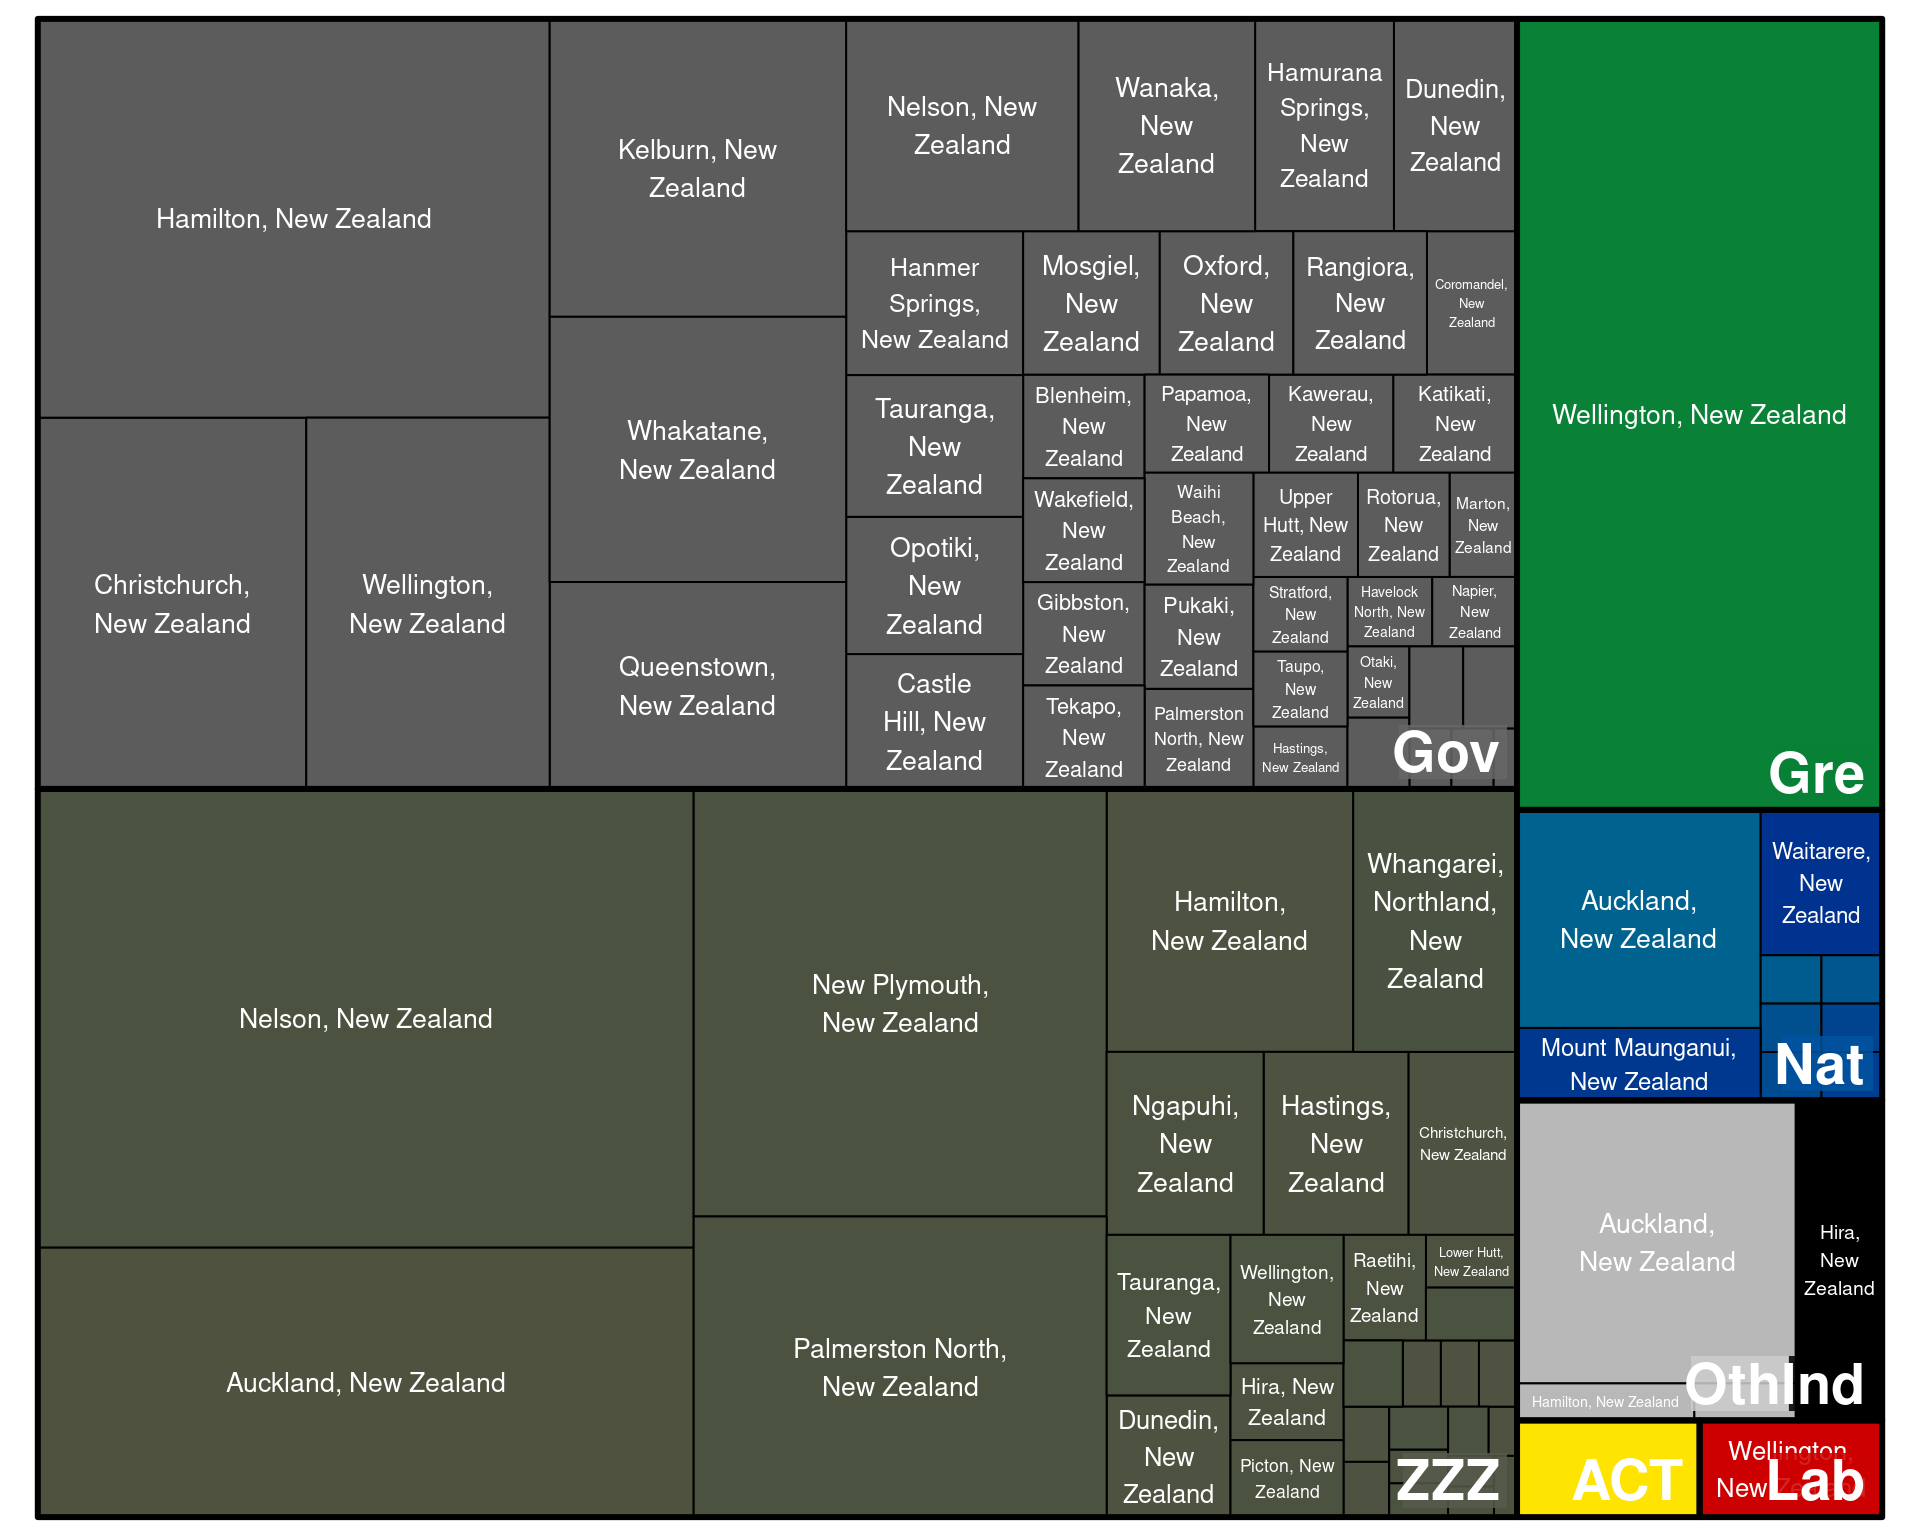 Hamilton, New Zealand
Christchurch,
New Zealand
Wellington,
New Zealand
Kelburn, New
Zealand
Whakatane,
New Zealand
Queenstown,
New Zealand
Nelson, New
Zealand
Wanaka,
New
Zealand
Hamurana
Springs,
New
Zealand
Dunedin,
New
Zealand
Hanmer
Springs,
New Zealand
Mosgiel,
New
Zealand
Oxford,
New
Zealand
Rangiora,
New
Zealand
Coromandel,
New
Zealand
Tauranga,
New
Zealand
Opotiki,
New
Zealand
Castle
Hill, New
Zealand
Blenheim,
New
Zealand
Wakefield,
New
Zealand
Gibbston,
New
Zealand
Tekapo,
New
Zealand
Papamoa,
New
Zealand
Kawerau,
New
Zealand
Katikati,
New
Zealand
Waihi
Beach,
New
Zealand
Pukaki,
New
Zealand
Palmerston
North, New
Zealand
Upper
Hutt, New
Zealand
Rotorua,
New
Zealand
Marton,
New
Zealand
Stratford,
New
Zealand
Taupo,
New
Zealand
Hastings,
New Zealand
Havelock
North, New
Zealand
Napier,
New
Zealand
Otaki,
New
Zealand
Gov
Wellington, New Zealand
Gre
Nelson, New Zealand
Auckland, New Zealand
New Plymouth,
New Zealand
Palmerston North,
New Zealand
Hamilton,
New Zealand
Whangarei,
Northland,
New
Zealand
Ngapuhi,
New
Zealand
Hastings,
New
Zealand
Christchurch,
New Zealand
Tauranga,
New
Zealand
Dunedin,
New
Zealand
Wellington,
New
Zealand
Hira, New
Zealand
Picton, New
Zealand
Raetihi,
New
Zealand
Lower Hutt,
New Zealand
ZZZ
Auckland,
New Zealand
Mount Maunganui,
New Zealand
Waitarere,
New
Zealand
Nat
Auckland,
New Zealand
Hamilton, New Zealand
Hira,
New
Zealand
OthInd
ACT
Wellington,
New Zealand
Lab